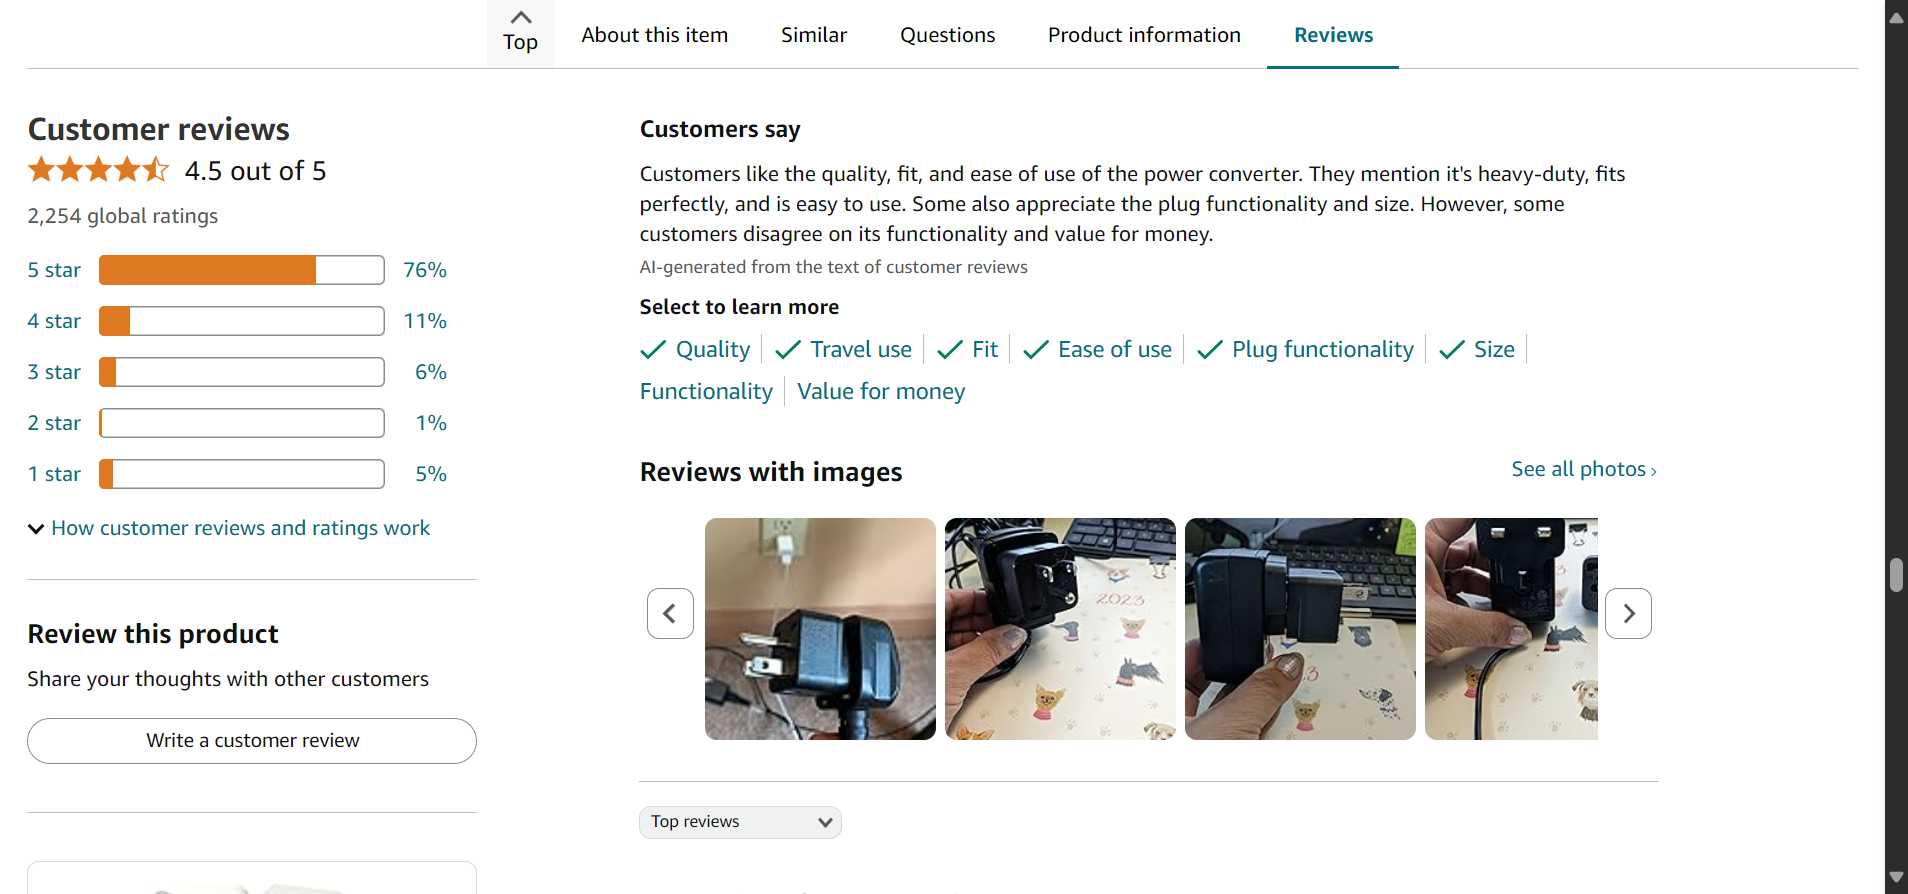 Top
About this item
Similar
Questions
Product information
Reviews
Customer reviews
4.5 out of 5
2,254 global ratings
5 star 76%
4 star 11%
3 star 6%
2 star 1%
1 star 5%
How customer reviews and ratings work
Review this product
Share your thoughts with other customers
Write a customer review
Customers say
Customers like the quality, fit, and ease of use of the power converter. They mention it's heavy-duty, fits
perfectly, and is easy to use. Some also appreciate the plug functionality and size. However, some
customers disagree on its functionality and value for money.
AI-generated from the text of customer reviews
Select to learn more
Quality
Travel use
Fit
Ease of use
Plug functionality
Size
Functionality
Value for money
Reviews with images
See all photos ›
2023
Top reviews